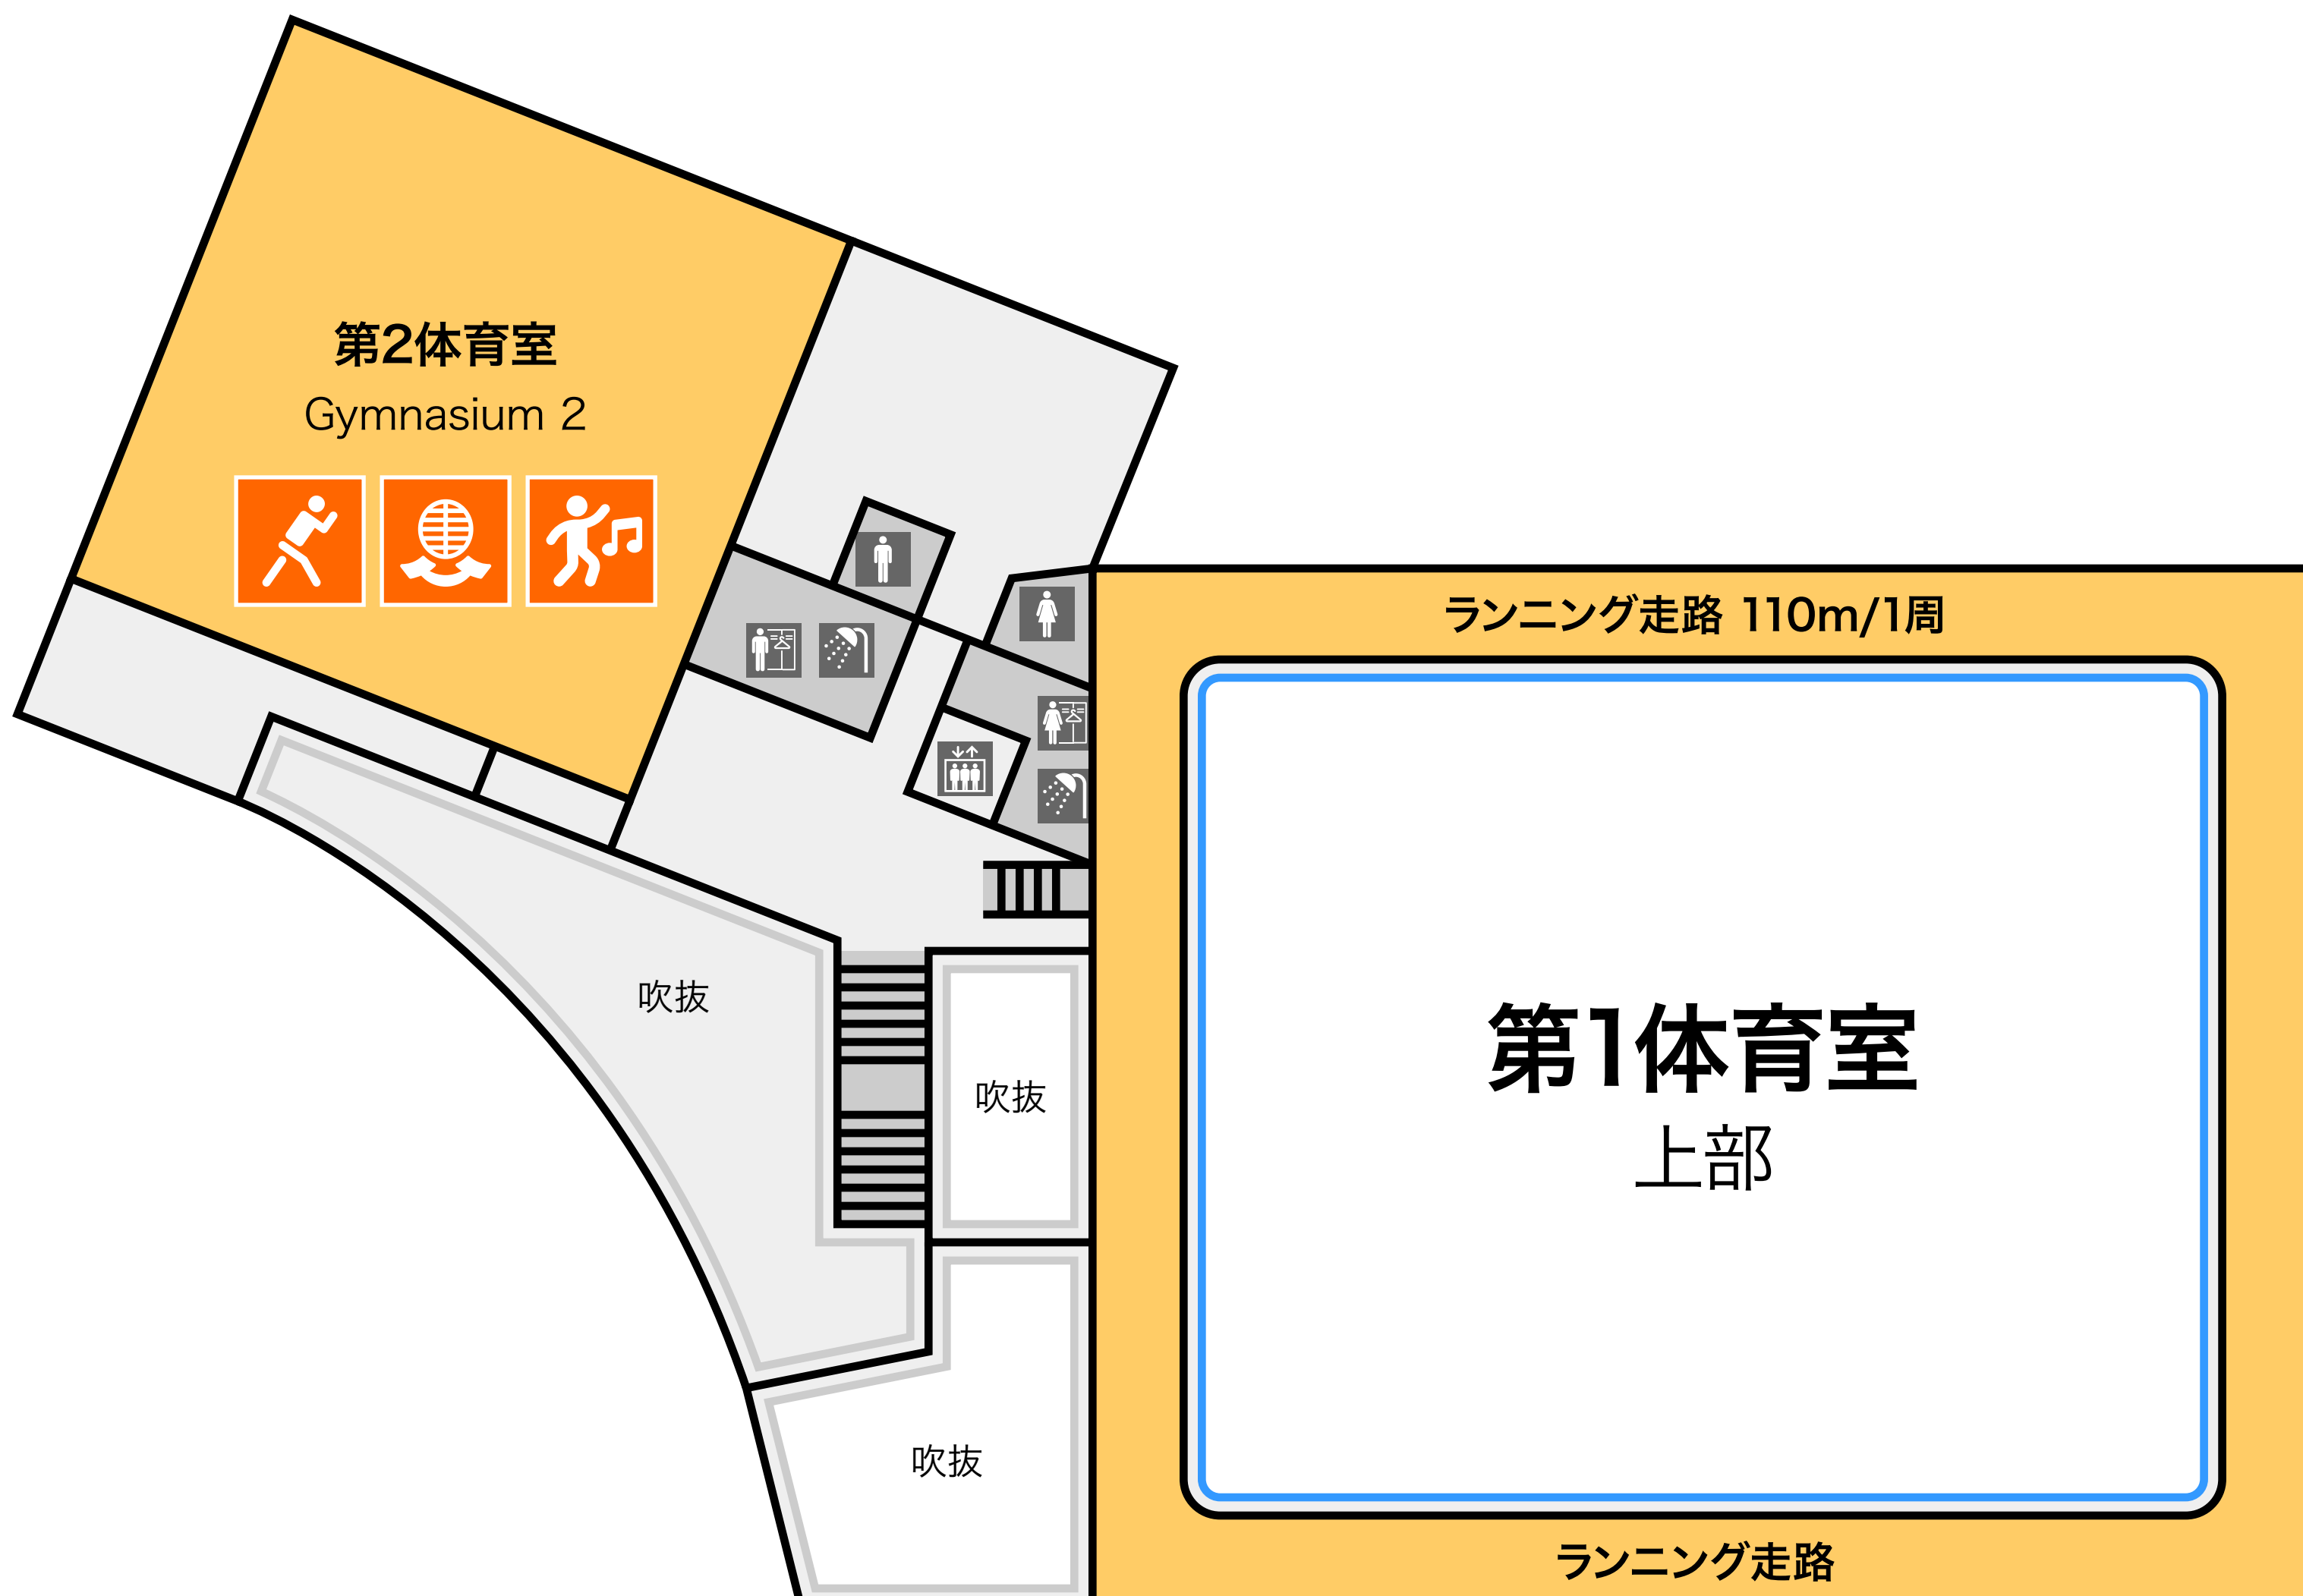 第2体育室
Gymnasium 2
ランニング走路 110m/1周
吹抜
第1体育室
吹抜
上部
吹抜
ランニング走路